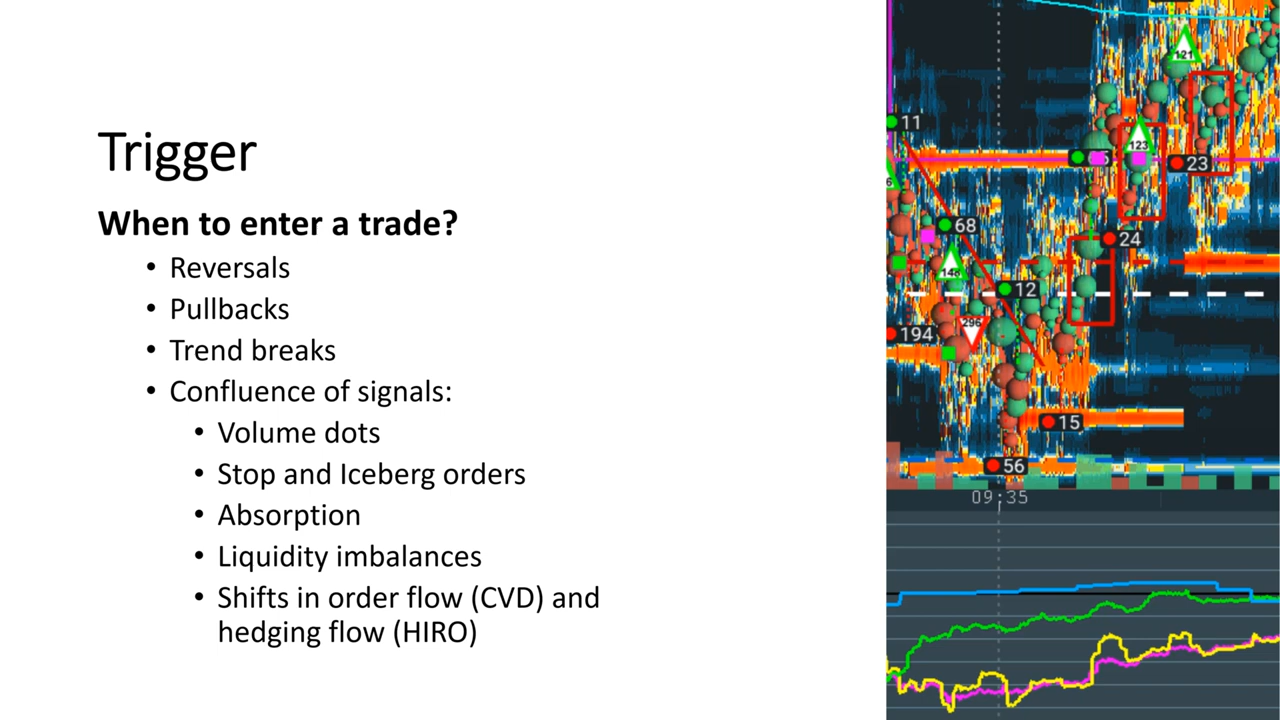 Trigger
When to enter a trade?
• Reversals
• Pullbacks
• Trend breaks
• Confluence of signals:
• Volume dots
• Stop and Iceberg orders
• Absorption
• Liquidity imbalances
• Shifts in order flow (CVD) and
hedging flow (HIRO)
121
11
123
23
6
68
24
148
12
296
194
15
56
09:35